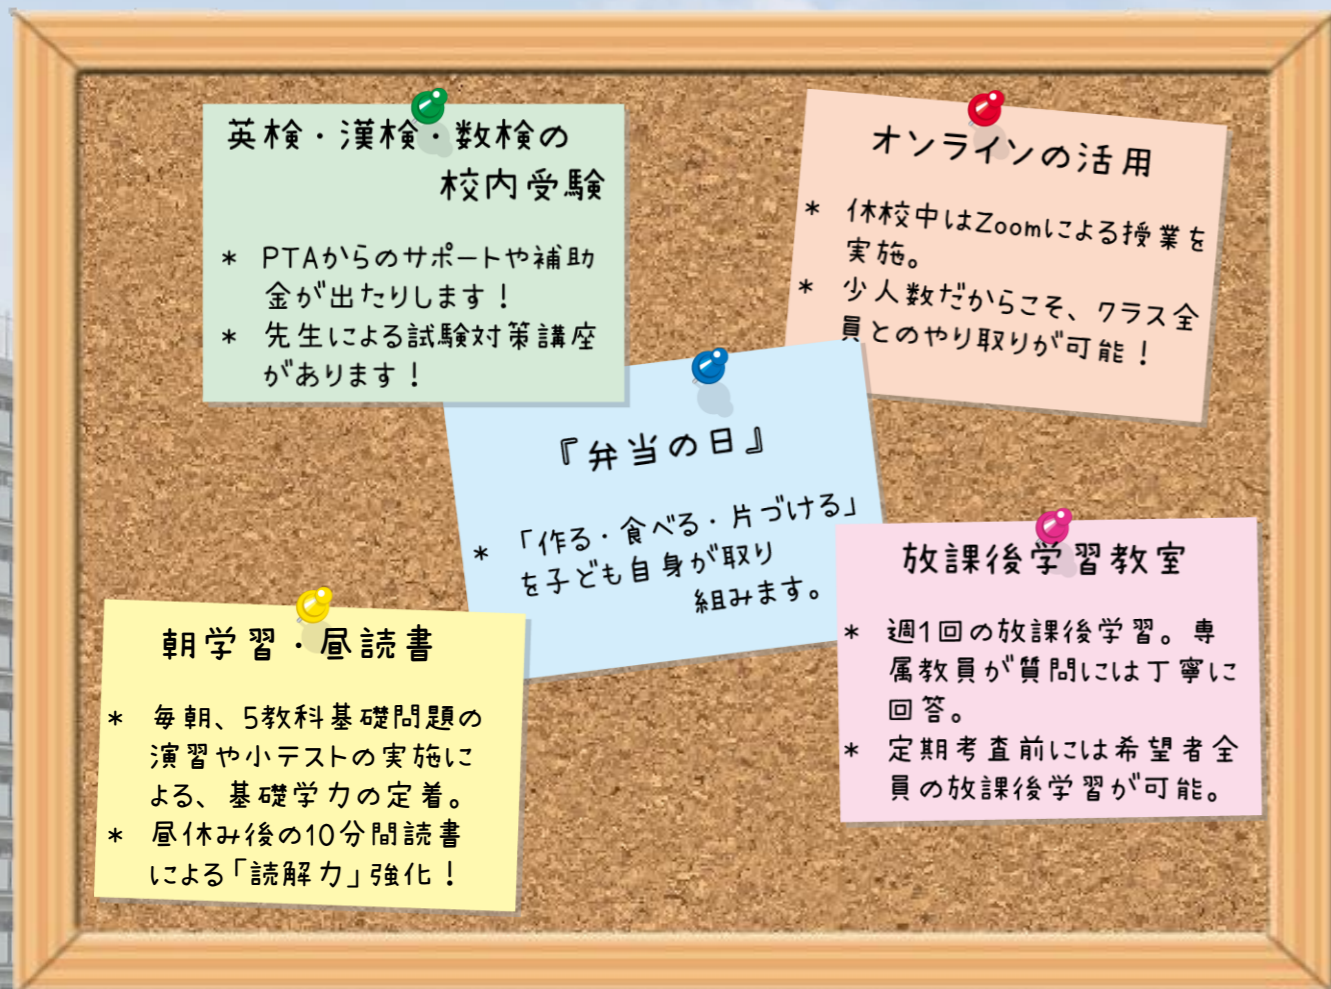 英検・漢検・数検の
校内受験
* PTAからのサポートや補助
金が出たりします！
* 先生による試験対策講座
があります！
オンラインの活用
* 休校中はZoomによる授業を
実施。
* 少人数だからこそ、クラス全
員とのやり取りが可能！
『弁当の日』
* 「作る・食べる・片づける」
を子ども自身が取り
組みます。
朝学習・昼読書
* 毎朝、5教科基礎問題の
演習や小テストの実施に
よる、基礎学力の定着。
* 昼休み後の10分間読書
による「読解力」強化！
放課後学習教室
* 週1回の放課後学習。専
属教員が質問には丁寧に
回答。
* 定期考査前には希望者全
員の放課後学習が可能。